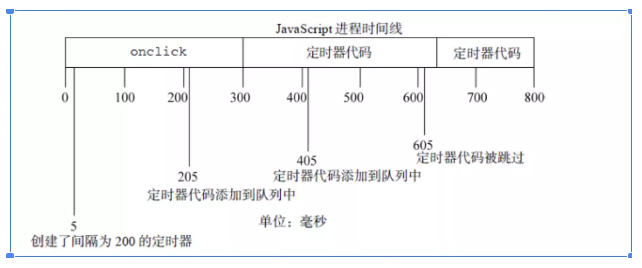 JavaScript 进程时间线
onclick 定时器代码 定时器代码
0 100 200 300 400 500 600 700 800
605
定时器代码被跳过
405
定时器代码添加到队列中
205
定时器代码添加到队列中
5
单位：毫秒
创建了间隔为 200 的定时器